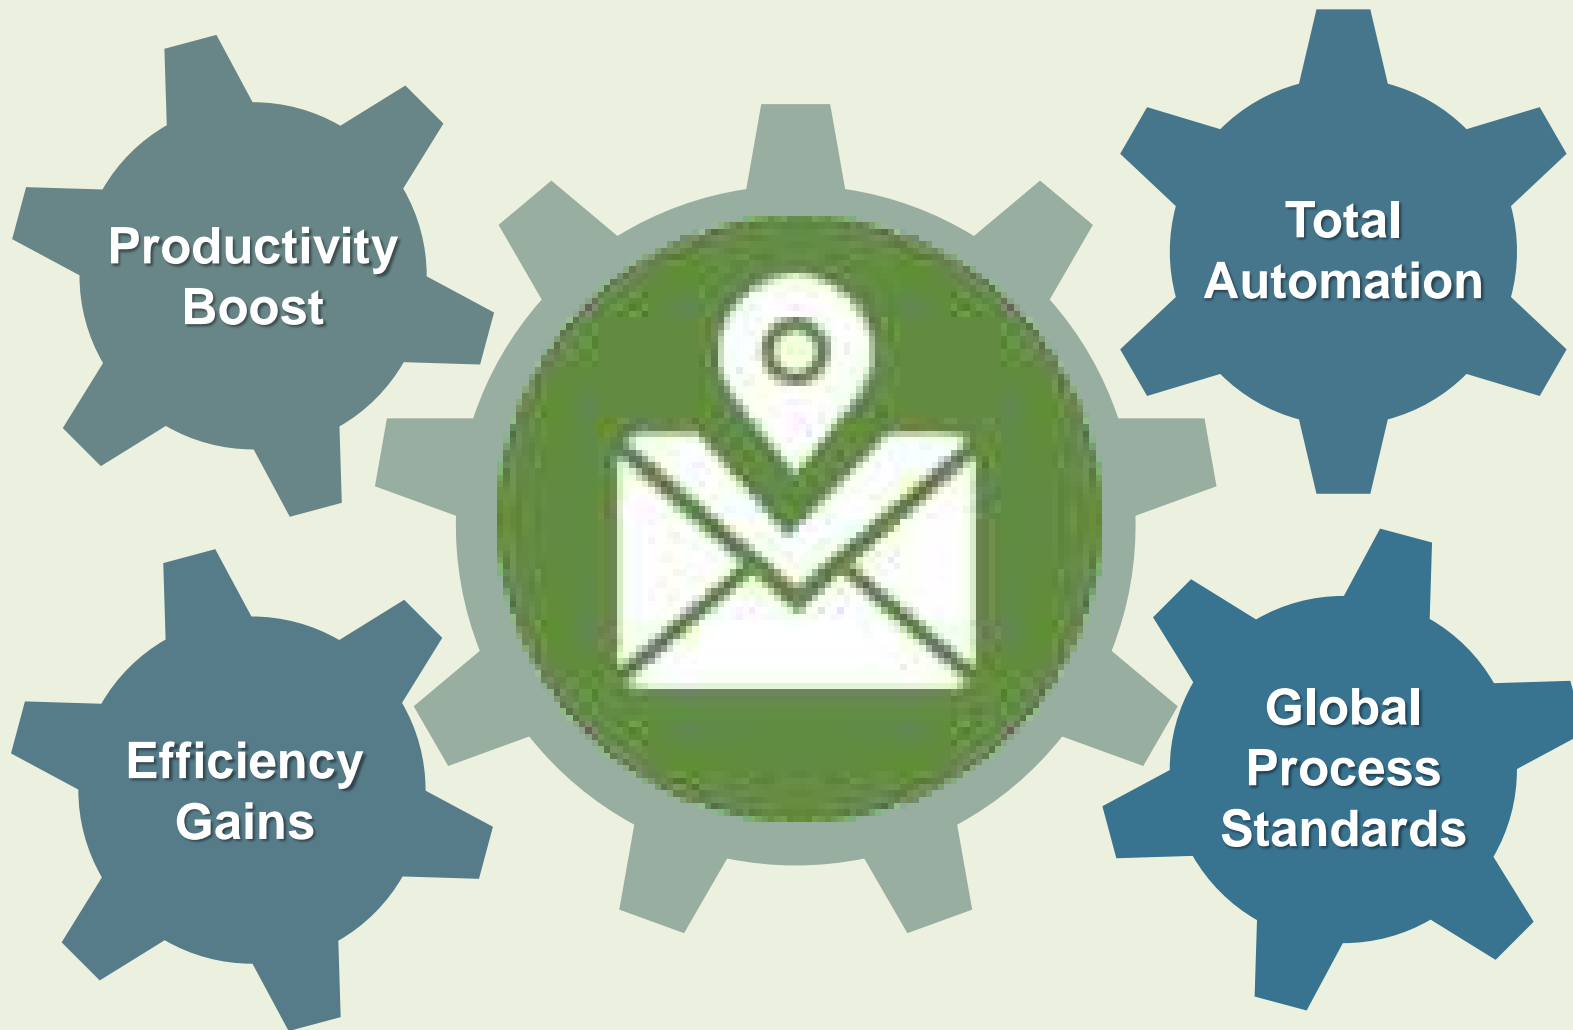 Productivity
Boost
Total
Automation
Efficiency
Gains
Global
Process
Standards